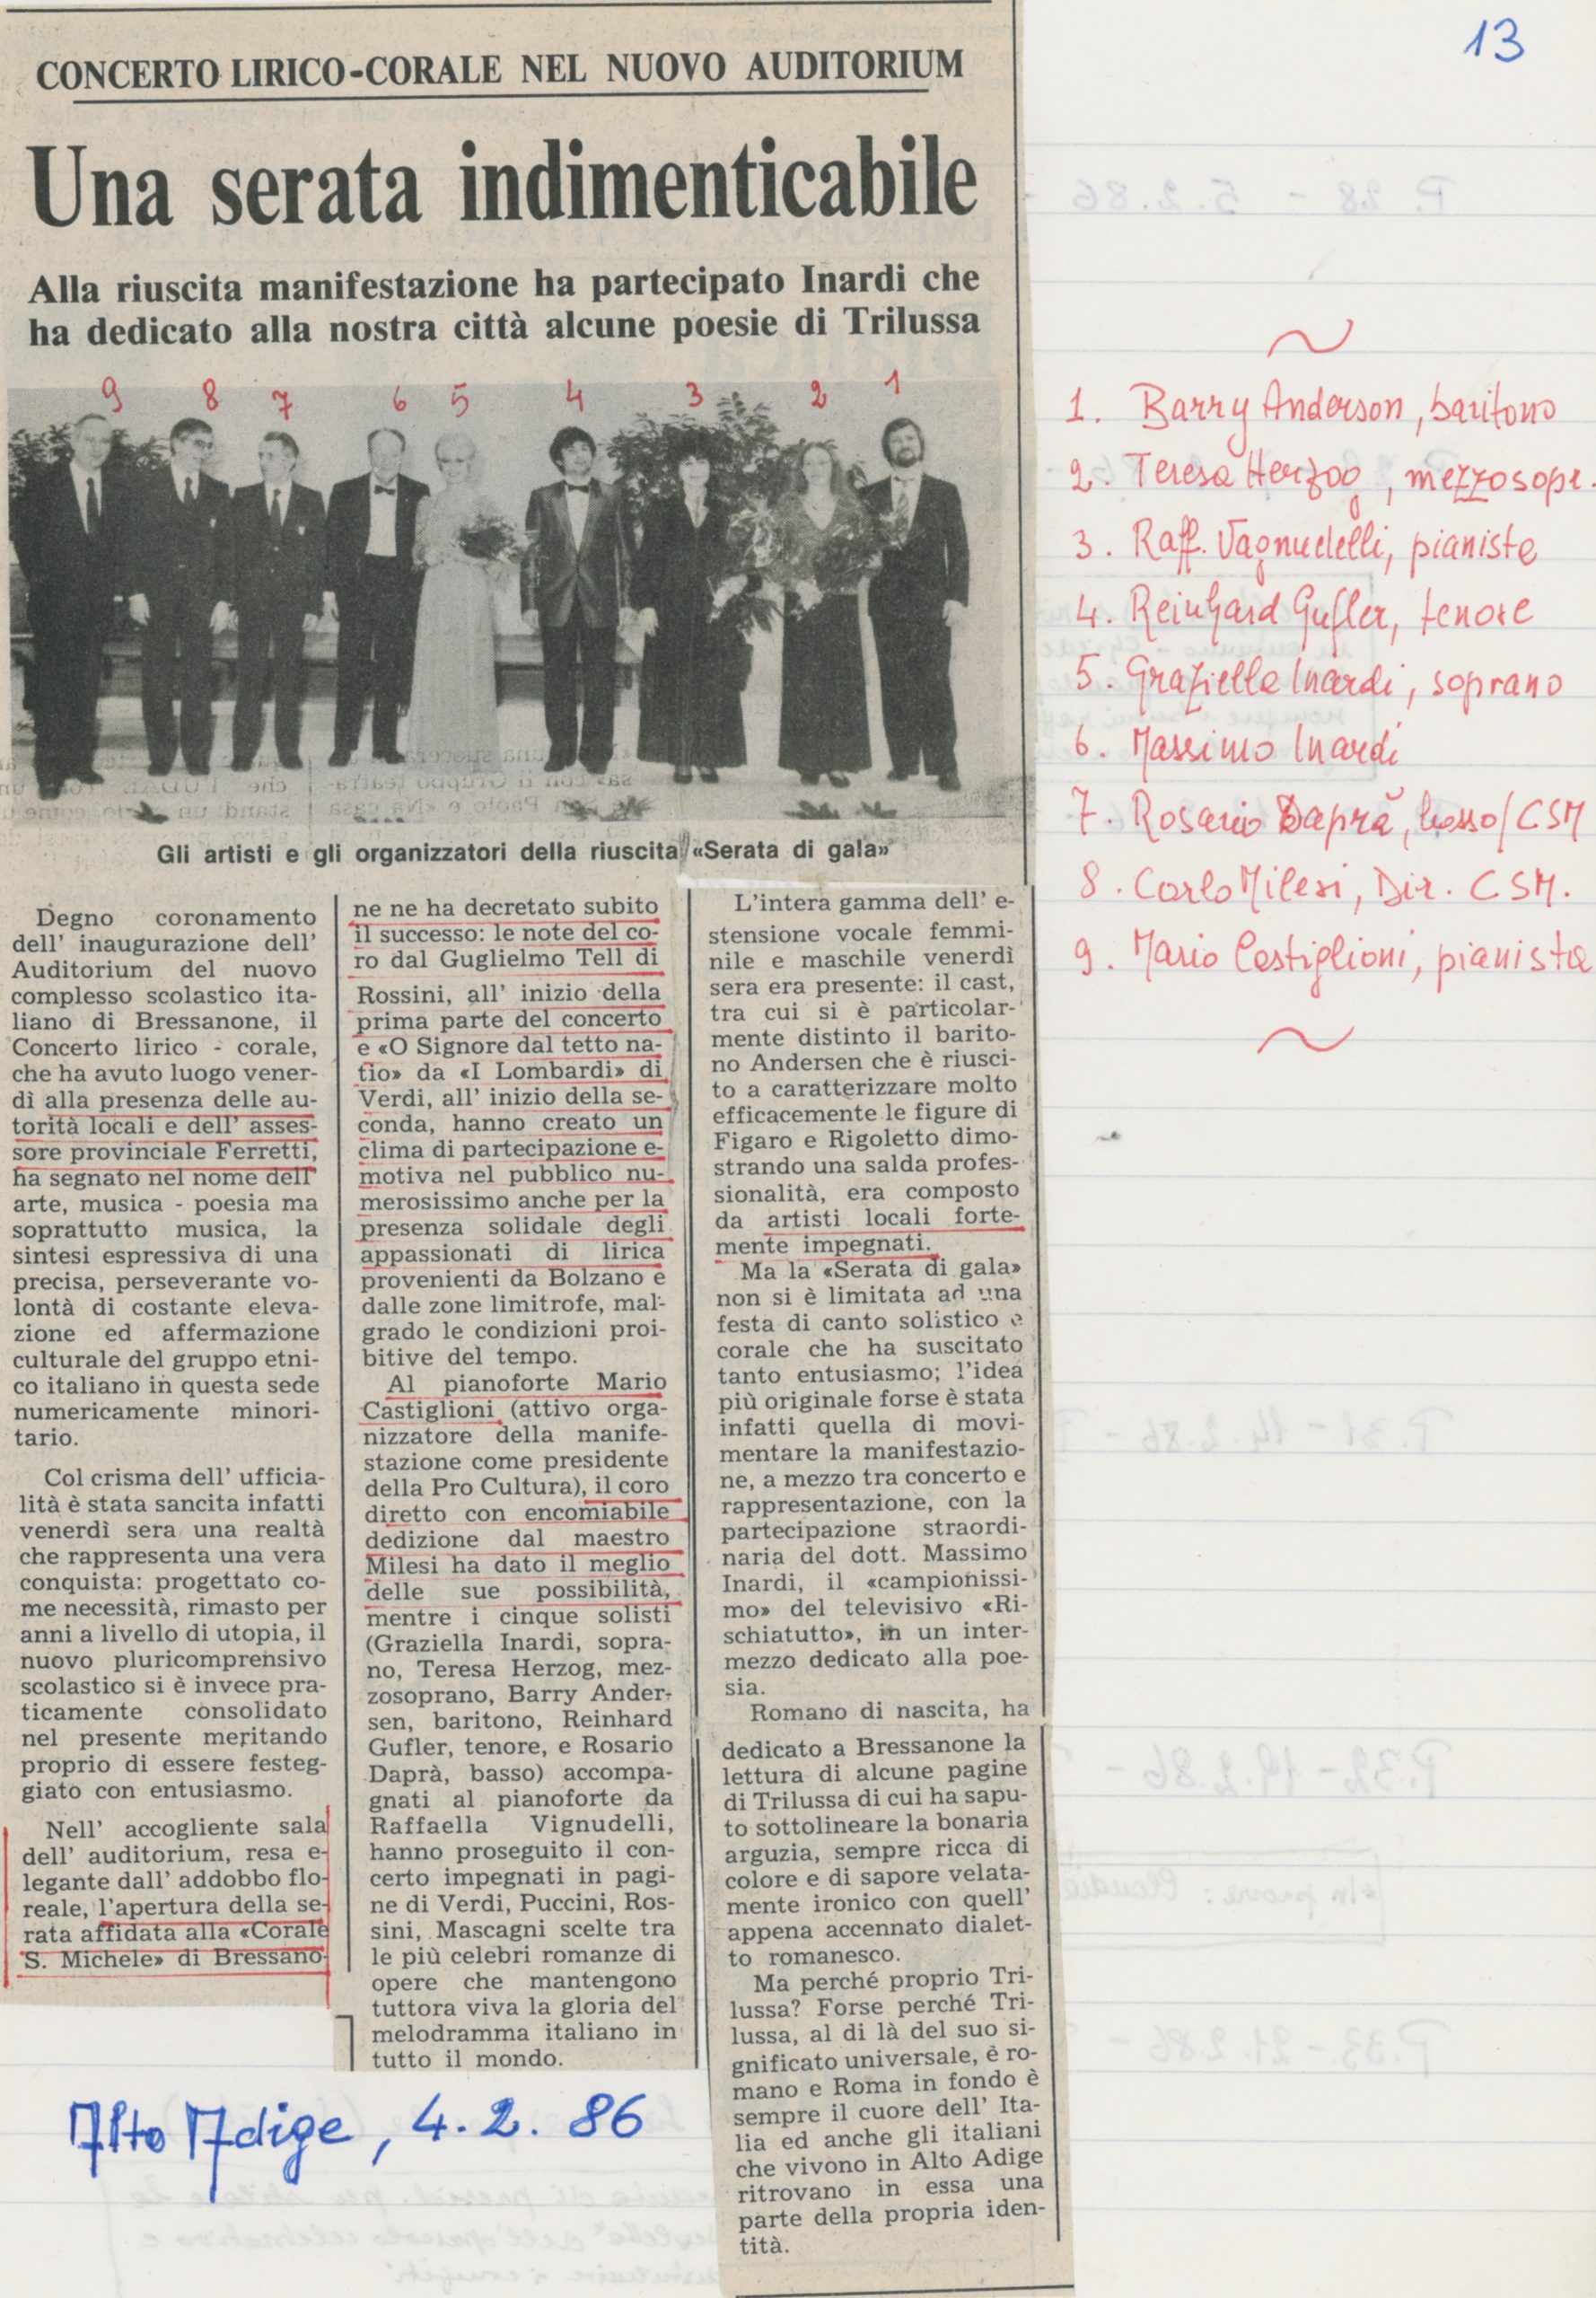 13
CONCERTO LIRICO-CORALE NEL NUOVO AUDITORIUM
Una serata indimenticabile
Alla riuscita manifestazione ha partecipato Inardi che
ha dedicato alla nostra città alcune poesie di Trilussa
9 8 7 6 5 4 3 2 1
Gli artisti e gli organizzatori della riuscita «Serata di gala»
Degno coronamento
dell' inaugurazione dell'
Auditorium del nuovo
complesso scolastico ita-
liano di Bressanone, il
Concerto lirico - corale,
che ha avuto luogo vener-
dì alla presenza delle au-
torità locali e dell' asses-
sore provinciale Ferretti,
ha segnato nel nome dell'
arte, musica - poesia ma
soprattutto musica, la
sintesi espressiva di una
precisa, perseverante vo-
lontà di costante eleva-
zione ed affermazione
culturale del gruppo etni-
co italiano in questa sede
numericamente minori-
tario.
Col crisma dell' ufficia-
lità è stata sancita infatti
venerdì sera una realtà
che rappresenta una vera
conquista: progettato co-
me necessità, rimasto per
anni a livello di utopia, il
nuovo pluricomprensivo
scolastico si è invece pra-
ticamente consolidato
nel presente meritando
proprio di essere festeg-
giato con entusiasmo.
Nell' accogliente sala
dell' auditorium, resa e-
legante dall' addobbo flo-
reale, l'apertura della se-
rata affidata alla «Corale
S. Michele» di Bressano-
ne ne ha decretato subito
il successo: le note del co-
ro dal Guglielmo Tell di
Rossini, all' inizio della
prima parte del concerto
e «O Signore dal tetto na-
tio» da «I Lombardi» di
Verdi, all' inizio della se-
conda, hanno creato un
clima di partecipazione e-
motiva nel pubblico nu-
merosissimo anche per la
presenza solidale degli
appassionati di lirica
provenienti da Bolzano e
dalle zone limitrofe, mal-
grado le condizioni proi-
bitive del tempo.
Al pianoforte Mario
Castiglioni (attivo orga-
nizzatore della manife-
stazione come presidente
della Pro Cultura), il coro
diretto con encomiabile
dedizione dal maestro
Milesi ha dato il meglio
delle sue possibilità,
mentre i cinque solisti
(Graziella Inardi, sopra-
no, Teresa Herzog, mez-
zosoprano, Barry Ander-
sen, baritono, Reinhard
Gufler, tenore, e Rosario
Daprà, basso) accompa-
gnati al pianoforte da
Raffaella Vignudelli,
hanno proseguito il con-
certo impegnati in pagi-
ne di Verdi, Puccini, Ros-
sini, Mascagni scelte tra
le più celebri romanze di
opere che mantengono
tuttora viva la gloria del
melodramma italiano in
tutto il mondo.
L'intera gamma dell' e-
stensione vocale femmi-
nile e maschile venerdì
sera era presente: il cast,
tra cui si è particolar-
mente distinto il barito-
no Andersen che è riusci-
to a caratterizzare molto
efficacemente le figure di
Figaro e Rigoletto dimo-
strando una salda profes-
sionalità, era composto
da artisti locali forte-
mente impegnati.
Ma la «Serata di gala»
non si è limitata ad una
festa di canto solistico e
corale che ha suscitato
tanto entusiasmo; l'idea
più originale forse è stata
infatti quella di movi-
mentare la manifestazio-
ne, a mezzo tra concerto e
rappresentazione, con la
partecipazione straordi-
naria del dott. Massimo
Inardi, il «campionissi-
mo» del televisivo «Ri-
schiatutto», in un inter-
mezzo dedicato alla poe-
sia.
Romano di nascita, ha
dedicato a Bressanone la
lettura di alcune pagine
di Trilussa di cui ha sapu-
to sottolineare la bonaria
arguzia, sempre ricca di
colore e di sapore velata-
mente ironico con quell'
appena accennato dialet-
to romanesco.
Ma perché proprio Tri-
lussa? Forse perché Tri-
lussa, al di là del suo si-
gnificato universale, è ro-
mano e Roma in fondo è
sempre il cuore dell' Ita-
lia ed anche gli italiani
che vivono in Alto Adige
ritrovano in essa una
parte della propria iden-
tità.
Alto Adige, 4.2.86
1. Barry Anderson, baritono
2. Teresa Herzog, mezzosopr.
3. Raff. Vagnudelli, pianista
4. Reinhard Gufler, tenore
5. Graziella Inardi, soprano
6. Massimo Inardi
7. Rosario Daprà, basso/CSM
8. Carlo Milesi, Dir. CSM.
9. Mario Castiglioni, pianista